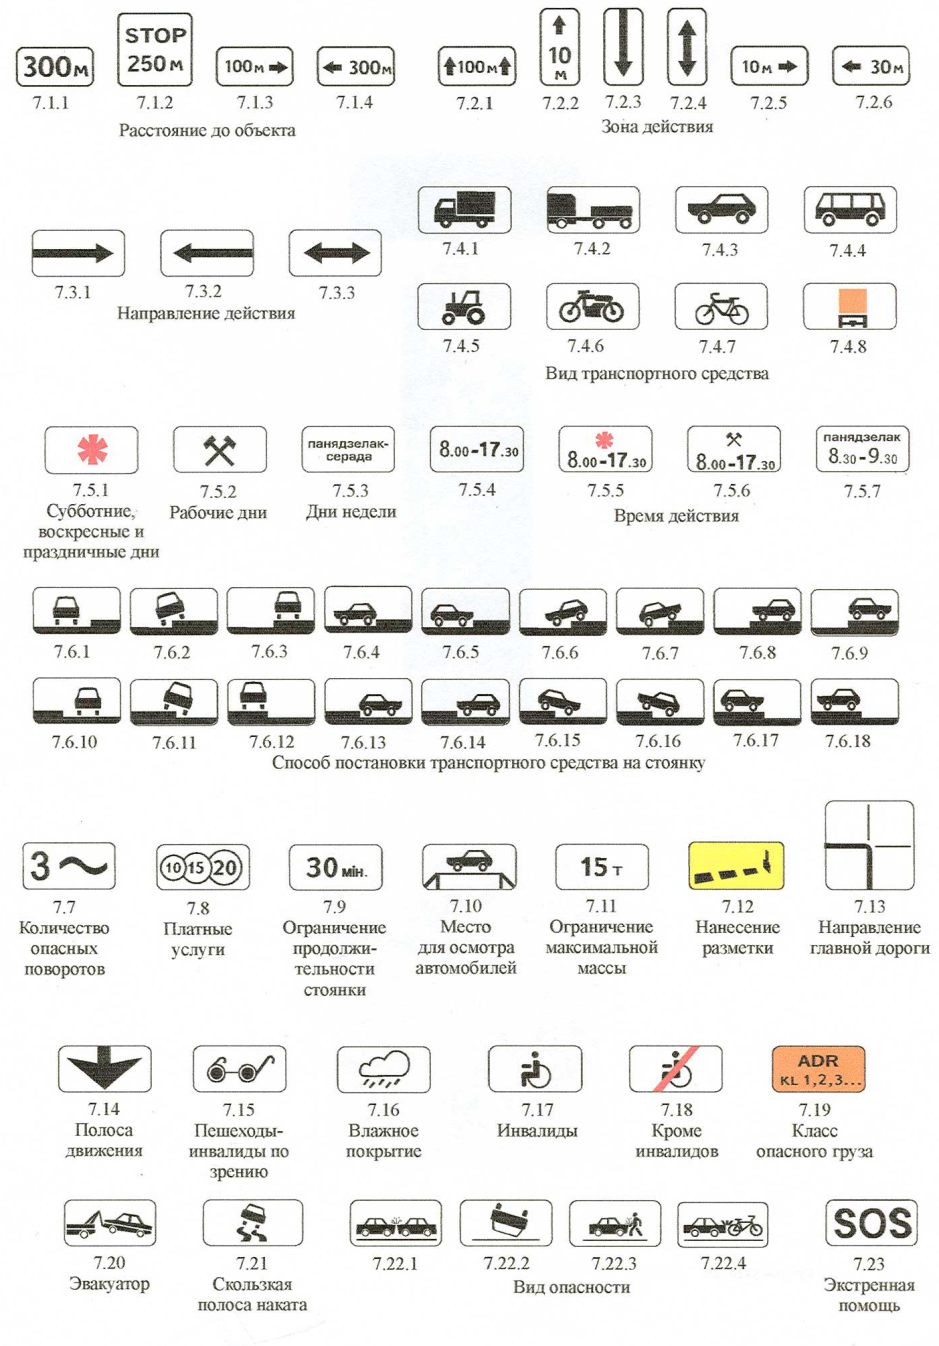 300м
STOP
250 м
100м
300м
100м
10
м
10м
30м
7.1.1
7.1.2
7.1.3
7.1.4
7.2.1
7.2.2
7.2.3
7.2.4
7.2.5
7.2.6
Расстояние до объекта
Зона действия
7.4.1
7.4.2
7.4.3
7.4.4
7.3.1
7.3.2
7.3.3
Направление действия
7.4.5
7.4.6
7.4.7
7.4.8
Вид транспортного средства
панядзелак-
серада
8.00-17.30
8.00-17.30
8.00-17.30
панядзелак
8.30-9.30
7.5.1
7.5.2
7.5.3
7.5.4
7.5.5
7.5.6
7.5.7
Субботние,
воскресные и
праздничные дни
Рабочие дни
Дни недели
Время действия
7.6.1
7.6.2
7.6.3
7.6.4
7.6.5
7.6.6
7.6.7
7.6.8
7.6.9
7.6.10
7.6.11
7.6.12
7.6.13
7.6.14
7.6.15
7.6.16
7.6.17
7.6.18
Способ постановки транспортного средства на стоянку
3
10 15 20
30 мін.
15 т
7.7
7.8
7.9
7.10
7.11
7.12
7.13
Количество
опасных
поворотов
Платные
услуги
Ограничение
продолжи-
тельности
стоянки
Место
для осмотра
автомобилей
Ограничение
максимальной
массы
Нанесение
разметки
Направление
главной дороги
ADR
KL 1,2,3...
7.14
7.15
7.16
7.17
7.18
7.19
Полоса
движения
Пешеходы-
инвалиды по
зрению
Влажное
покрытие
Инвалиды
Кроме
инвалидов
Класс
опасного груза
SOS
7.20
7.21
7.22.1
7.22.2
7.22.3
7.22.4
7.23
Эвакуатор
Скользкая
полоса наката
Вид опасности
Экстренная
помощь